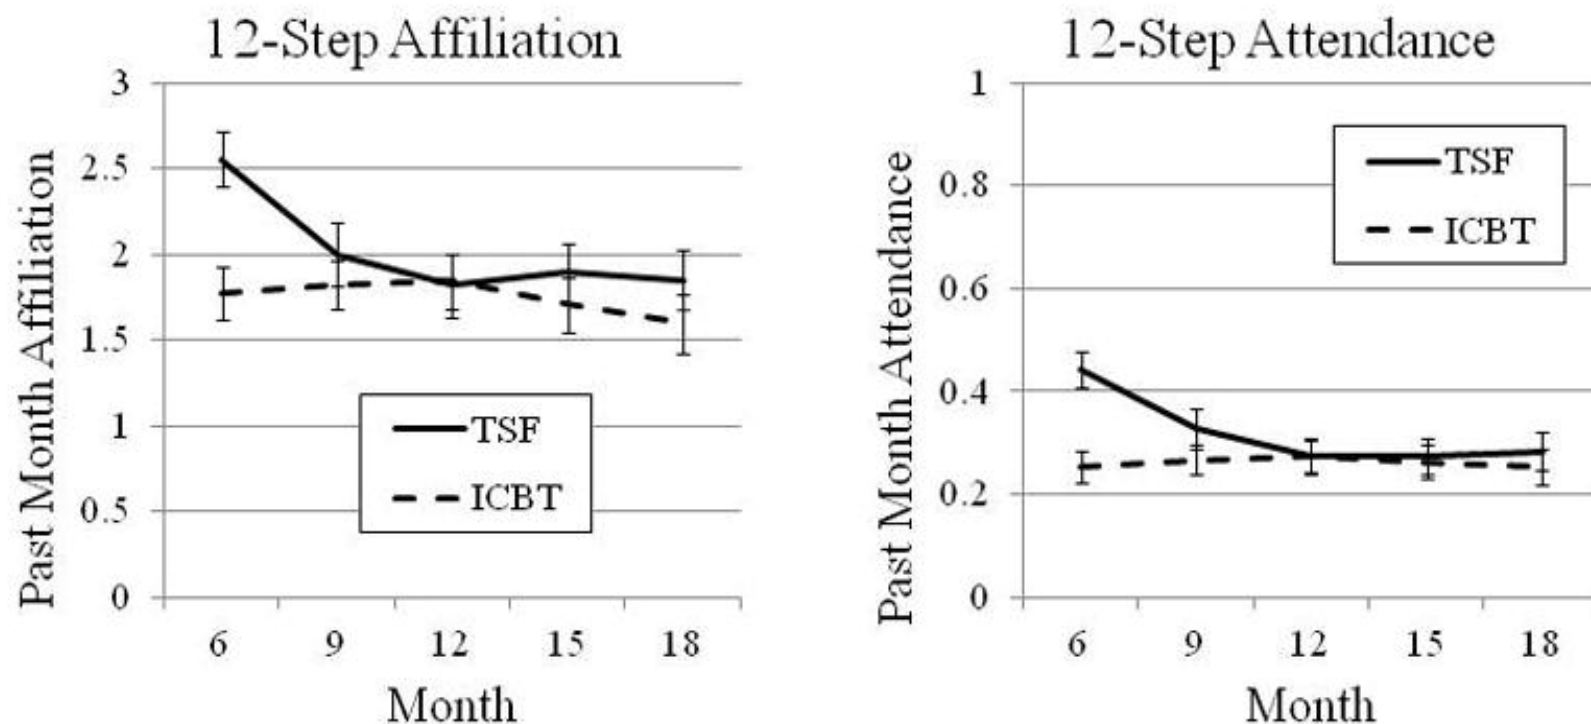 12-Step Affiliation
Past Month Affiliation
3
2.5
2
1.5
1
0.5
0
TSF
ICBT
6 9 12 15 18
Month
12-Step Attendance
Past Month Attendance
1
0.8
0.6
0.4
0.2
0
TSF
ICBT
6 9 12 15 18
Month